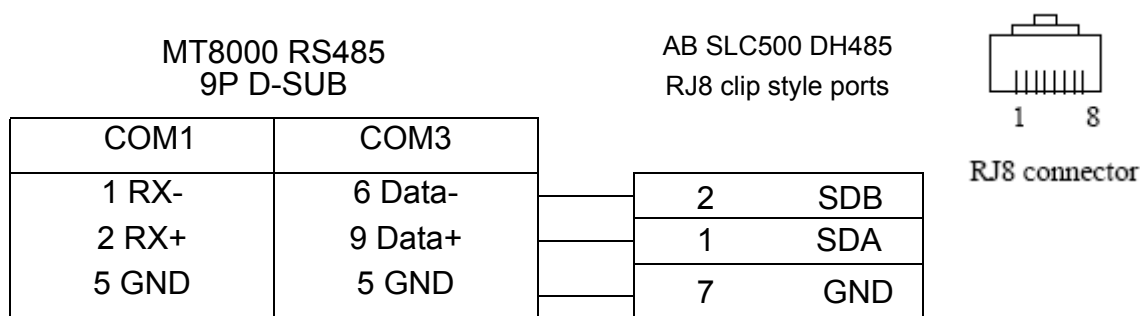 MT8000 RS485
9P D-SUB
AB SLC500 DH485
RJ8 clip style ports
1 8
RJ8 connector
COM1 COM3
1 RX- 6 Data- 2 SDB
2 RX+ 9 Data+ 1 SDA
5 GND 5 GND 7 GND